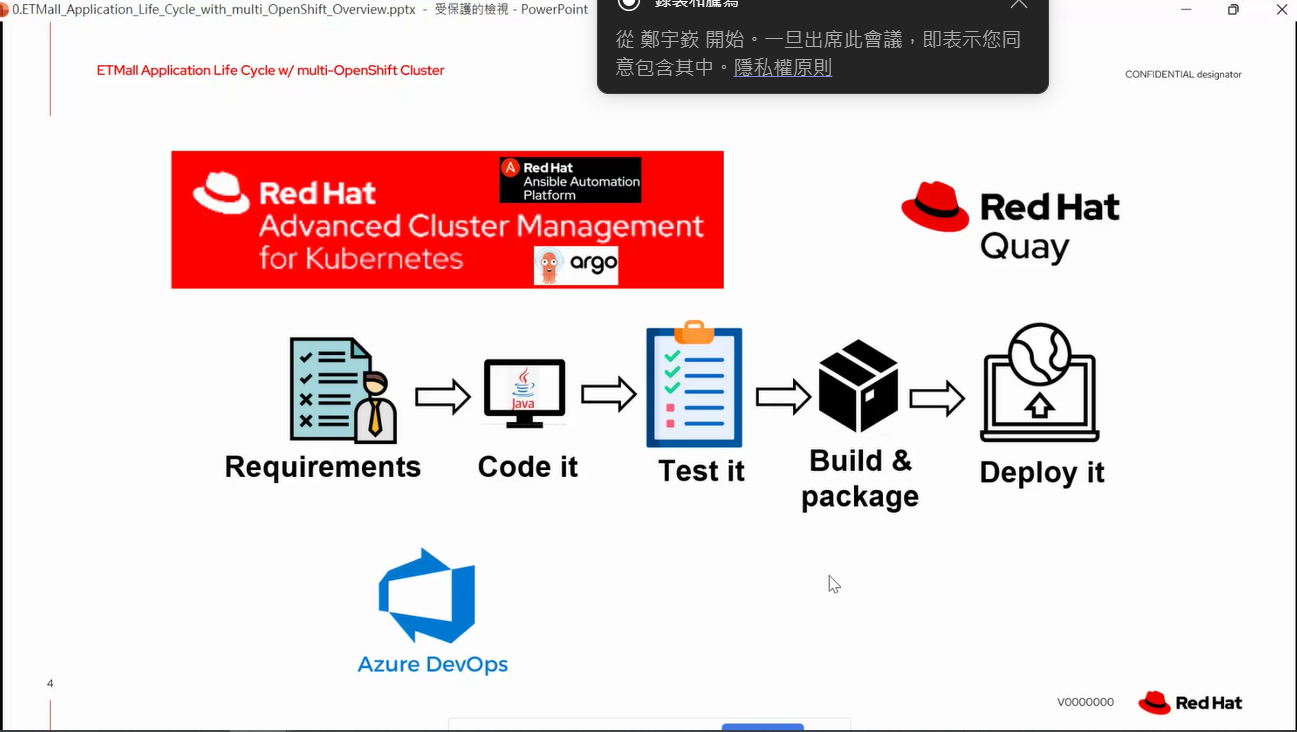 0.ETMall_Application_Life_Cycle_with_multi_OpenShift_Overview.pptx - 受保護的檢視 - PowerPoint
從 鄭宇嶔 開始。一旦出席此會議，即表示您同
意包含其中。隱私權原則
ETMall Application Life Cycle w/ multi-OpenShift Cluster
CONFIDENTIAL designator
Red Hat
Ansible Automation
Platform
Red Hat
Advanced Cluster Management
for Kubernetes
argo
Red Hat
Quay
Java
Requirements
Code it
Test it
Build &
package
Deploy it
Azure DevOps
4
V0000000
Red Hat